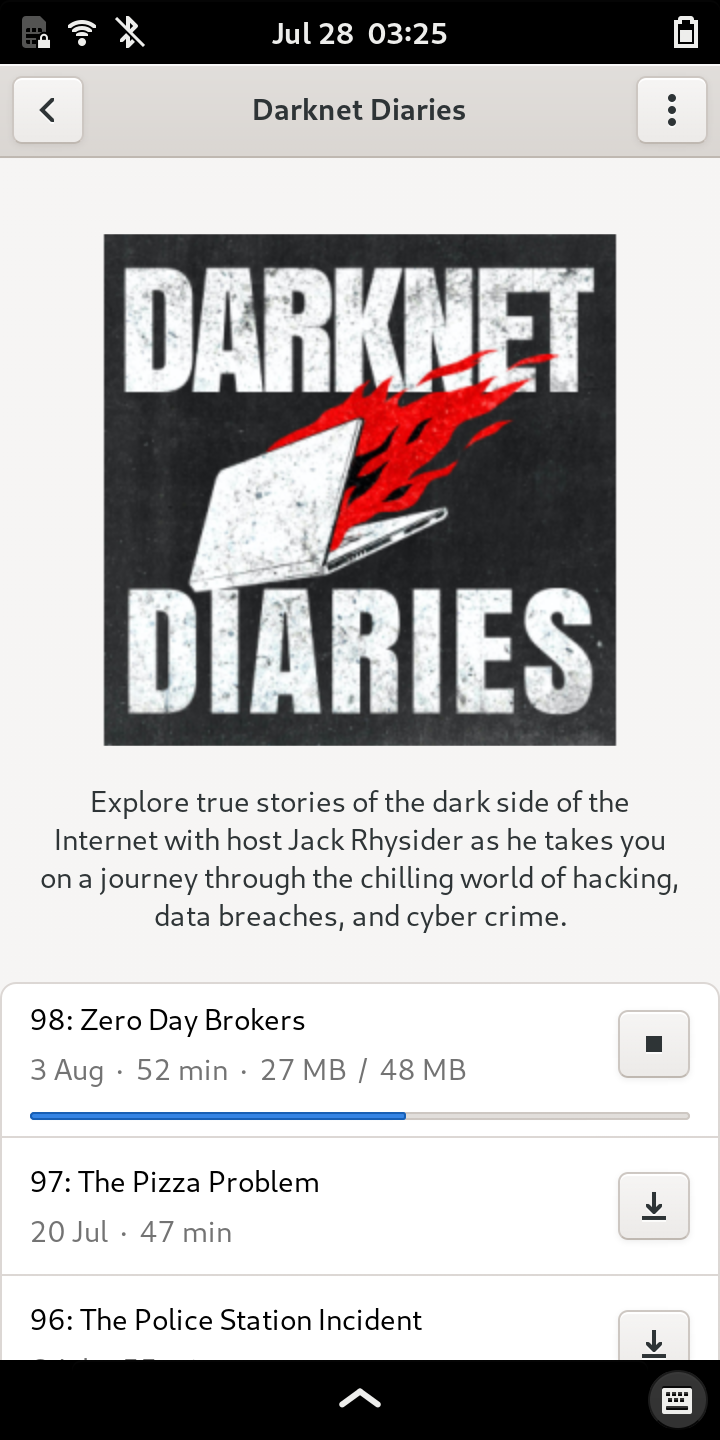 Jul 28 03:25
Darknet Diaries
DARKNET
DIARIES
Explore true stories of the dark side of the
Internet with host Jack Rhysider as he takes you
on a journey through the chilling world of hacking,
data breaches, and cyber crime.
98: Zero Day Brokers
3 Aug · 52 min · 27 MB / 48 MB
97: The Pizza Problem
20 Jul · 47 min
96: The Police Station Incident